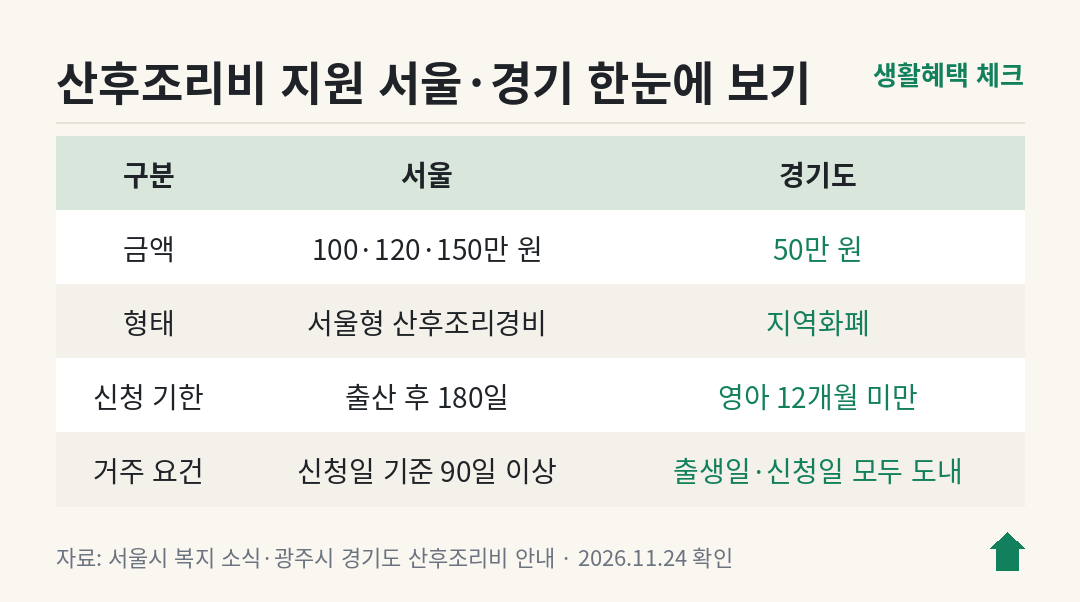 산후조리비 지원 서울·경기 한눈에 보기
생활혜택 체크
구분 서울 경기도
금액 100·120·150만 원 50만 원
형태 서울형 산후조리경비 지역화폐
신청 기한 출산 후 180일 영아 12개월 미만
거주 요건 신청일 기준 90일 이상 출생일·신청일 모두 도내
자료: 서울시 복지 소식·광주시 경기도 산후조리비 안내 · 2026.11.24 확인